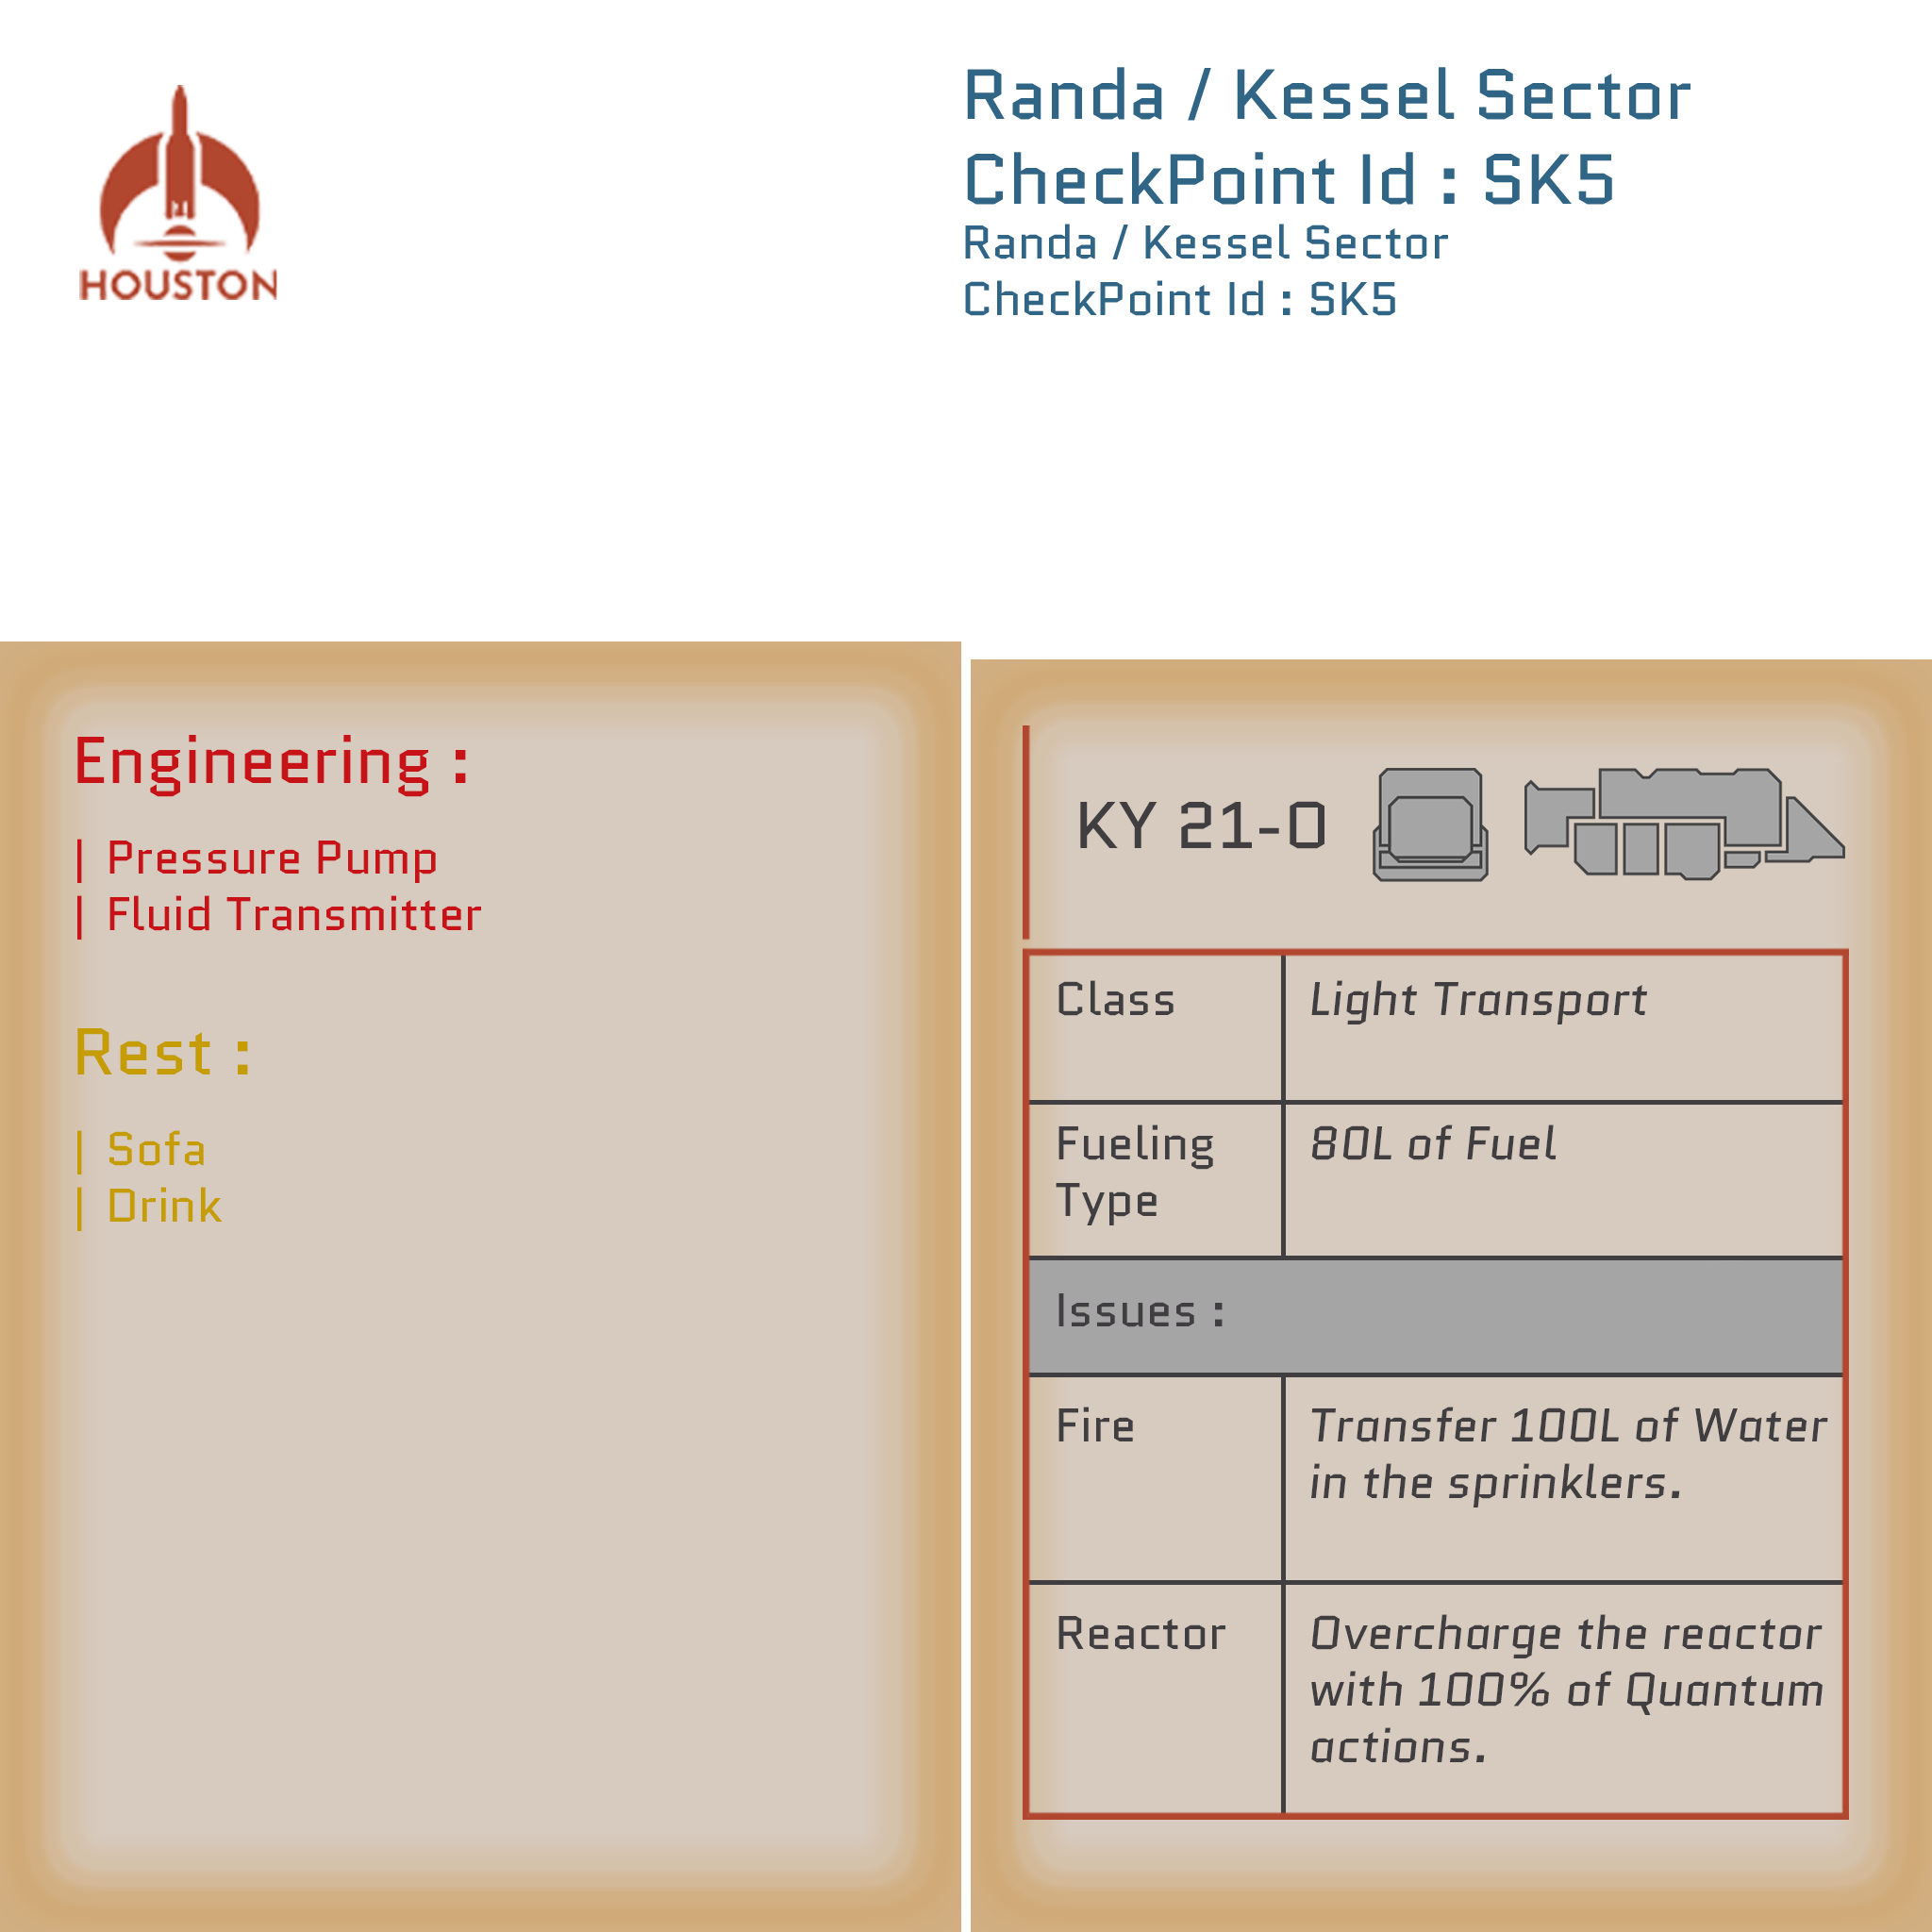 HOUSTON
Randa / Kessel Sector
CheckPoint Id : SK5
Randa / Kessel Sector
CheckPoint Id : SK5
Engineering :
| Pressure Pump
| Fluid Transmitter
Rest :
| Sofa
| Drink
KY 21-0
Class
Light Transport
Fueling
Type
80L of Fuel
Issues :
Fire
Transfer 100L of Water
in the sprinklers.
Reactor
Overcharge the reactor
with 100% of Quantum
actions.